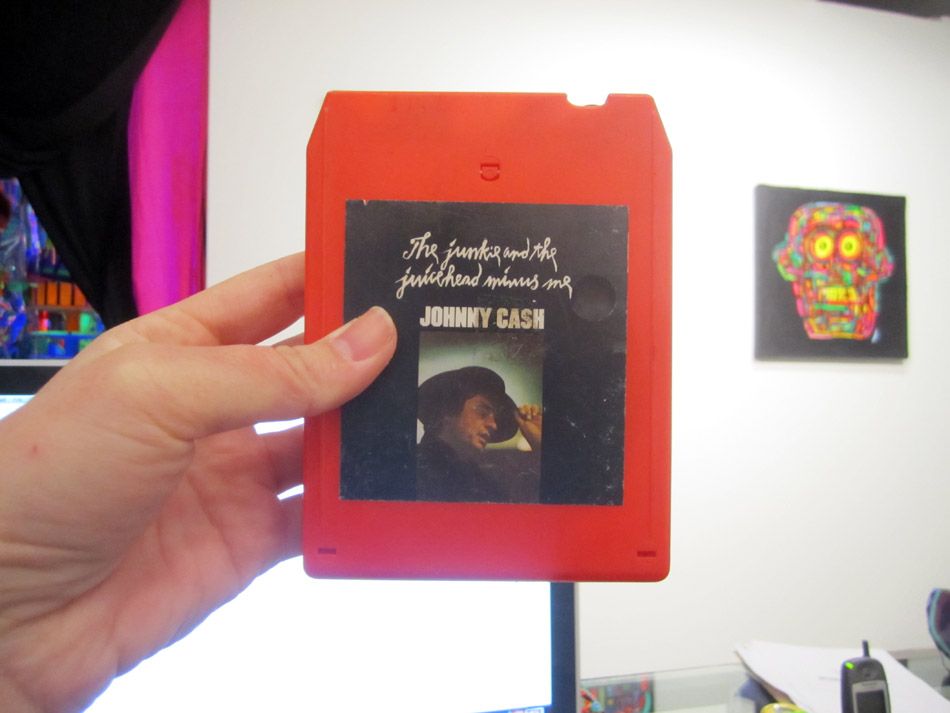 The junkie and the
juicehead minus me
JOHNNY CASH